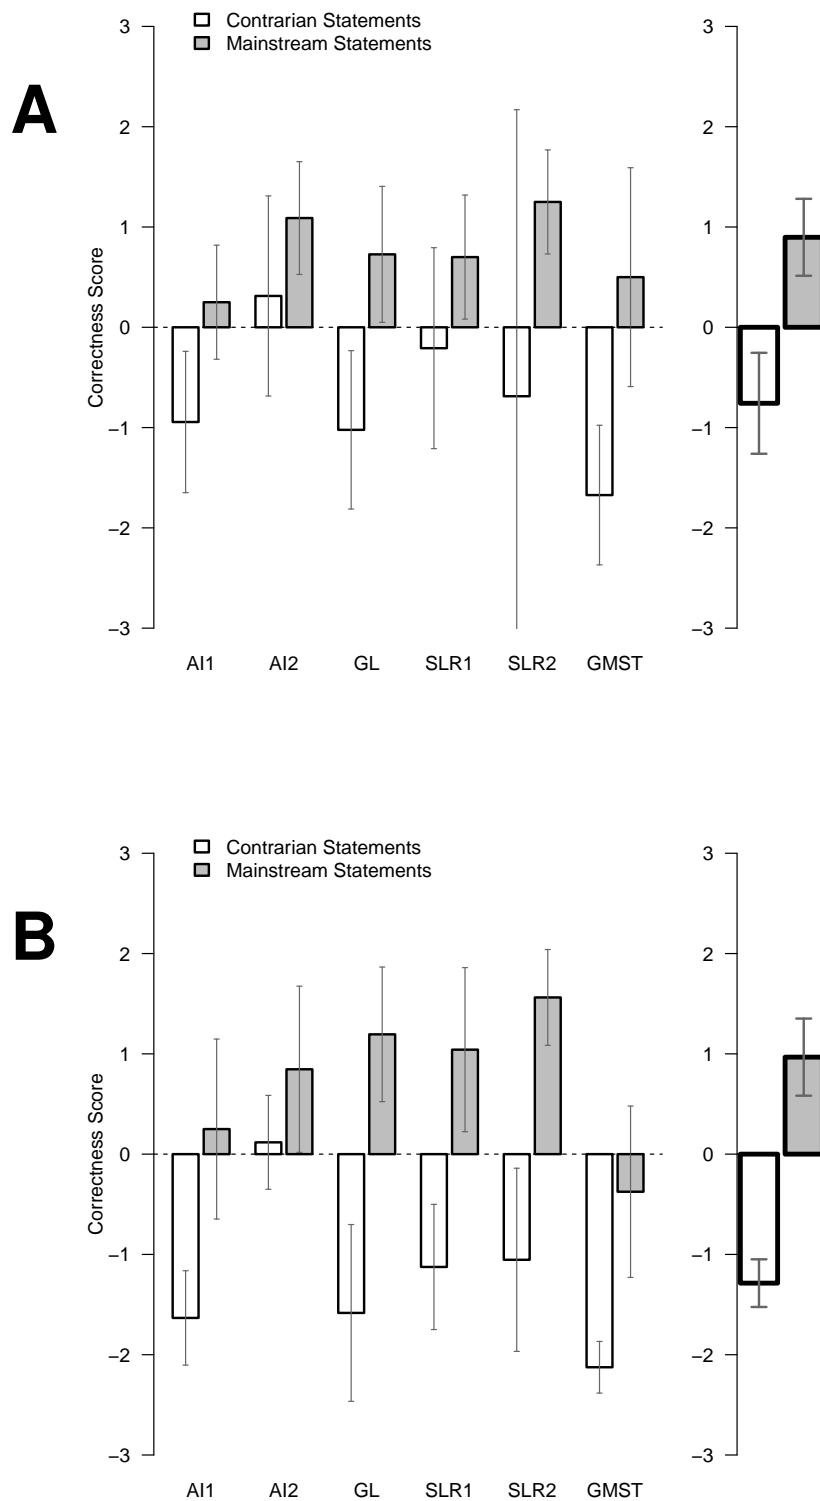 A
Contrarian Statements
Mainstream Statements
Correctness Score
3
2
1
0
−1
−2
−3
AI1 AI2 GL SLR1 SLR2 GMST
3
2
1
0
−1
−2
−3
B
Contrarian Statements
Mainstream Statements
Correctness Score
3
2
1
0
−1
−2
−3
AI1 AI2 GL SLR1 SLR2 GMST
3
2
1
0
−1
−2
−3